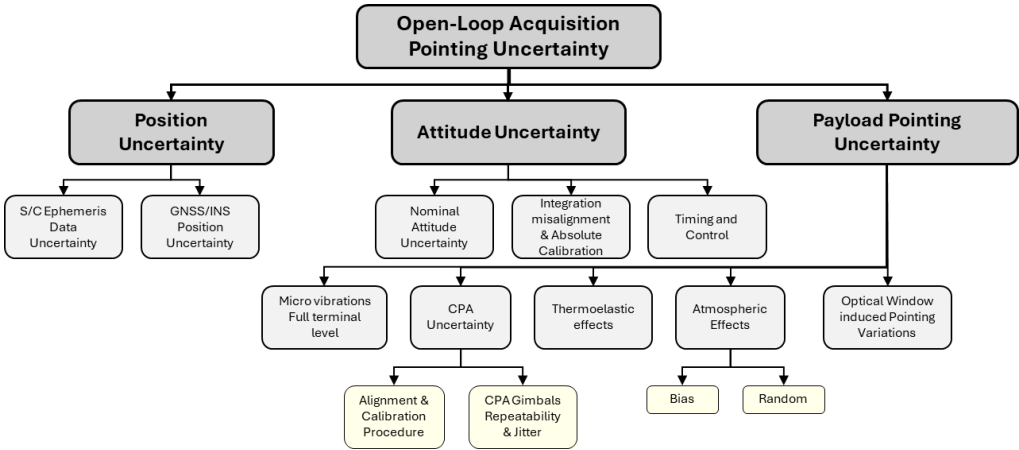 Open-Loop Acquisition
Pointing Uncertainty
Position
Uncertainty
Attitude Uncertainty
Payload Pointing
Uncertainty
S/C Ephemeris
Data
Uncertainty
GNSS/INS
Position
Uncertainty
Nominal
Attitude
Uncertainty
Integration
misalignment
& Absolute
Calibration
Timing and
Control
Micro vibrations
Full terminal
level
CPA
Uncertainty
Thermoelastic
effects
Atmospheric
Effects
Optical Window
induced Pointing
Variations
Alignment &
Calibration
Procedure
CPA Gimbals
Repeatability
& Jitter
Bias
Random